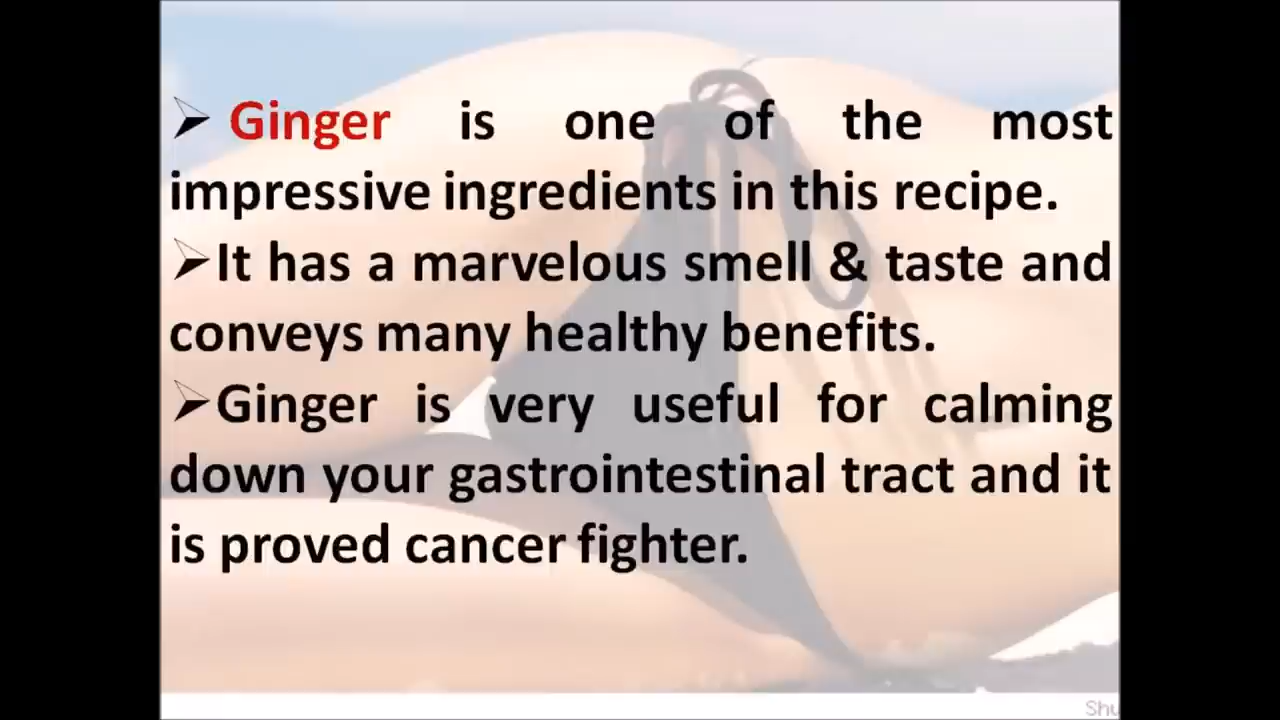 ➢ Ginger is one of the most
impressive ingredients in this recipe.
➢It has a marvelous smell & taste and
conveys many healthy benefits.
➢Ginger is very useful for calming
down your gastrointestinal tract and it
is proved cancer fighter.
Shu